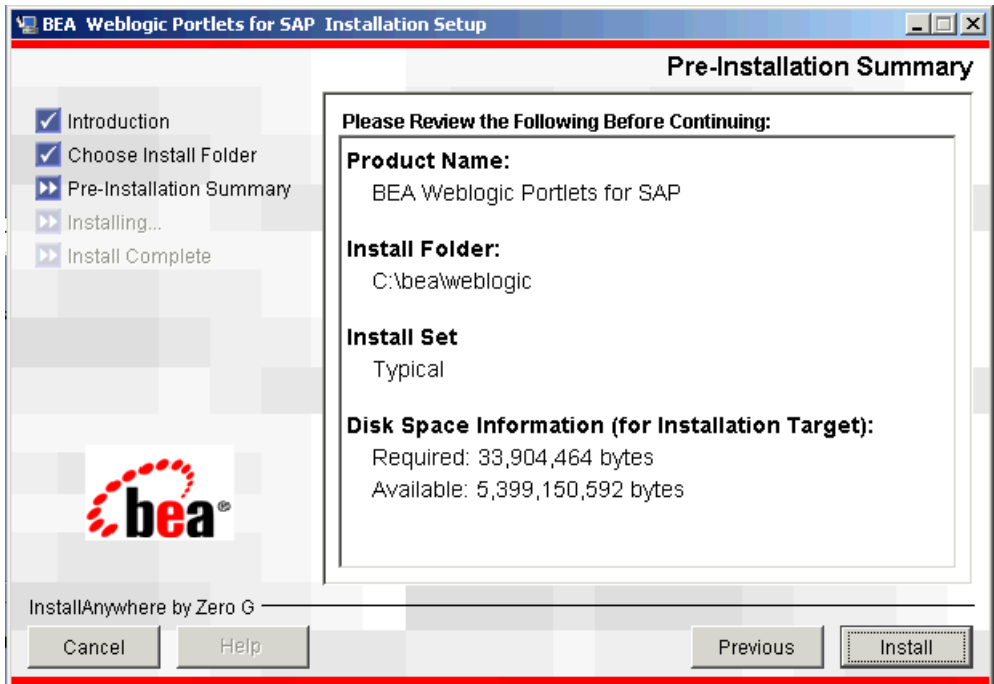 BEA Weblogic Portlets for SAP Installation Setup
Pre-Installation Summary
Introduction
Choose Install Folder
Pre-Installation Summary
Installing...
Install Complete
Please Review the Following Before Continuing:
Product Name:
BEA Weblogic Portlets for SAP
Install Folder:
C:\bea\weblogic
Install Set
Typical
Disk Space Information (for Installation Target):
Required: 33,904,464 bytes
Available: 5,399,150,592 bytes
bea®
InstallAnywhere by Zero G
Cancel
Help
Previous
Install